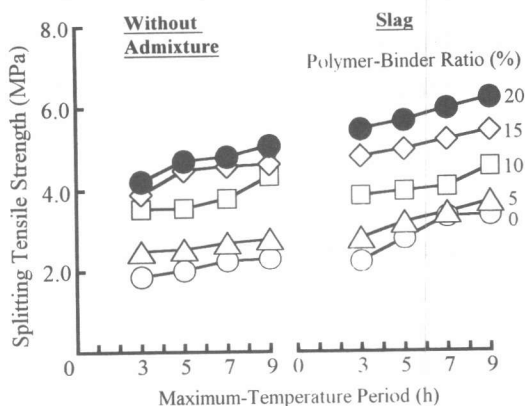 8.0
Without
Admixture
Slag
Polymer-Binder Ratio (%)
20
6.0
15
10
4.0
5
0
2.0
0 3 5 7 9 0 3 5 7 9
Maximum-Temperature Period (h)
Splitting Tensile Strength (MPa)